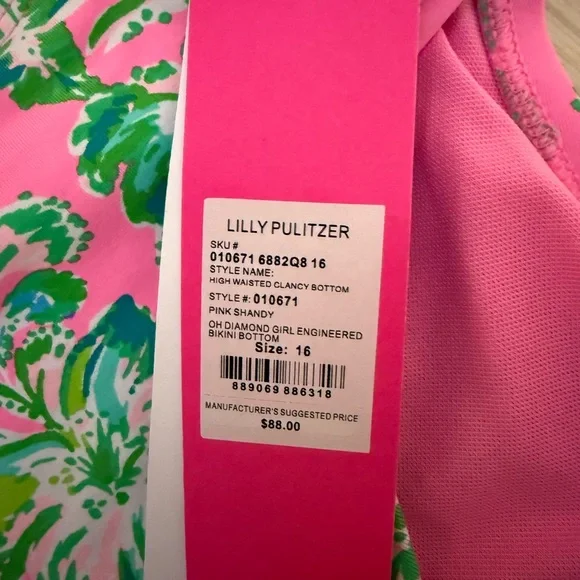 LILLY PULITZER
SKU #
010671 6882Q8 16
STYLE NAME:
HIGH WAISTED CLANCY BOTTOM
STYLE #: 010671
PINK SHANDY
OH DIAMOND GIRL ENGINEERED
BIKINI BOTTOM
Size: 16
889069 886318
MANUFACTURER'S SUGGESTED PRICE
$88.00